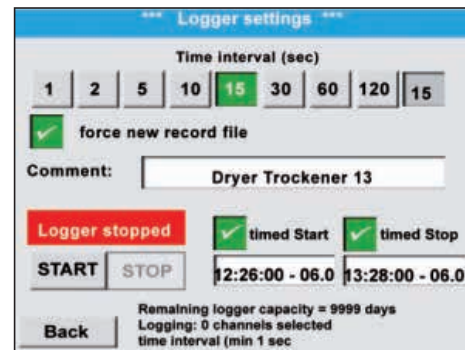 *** Logger settings ***
Time interval (sec)
1 2 5 10 15 30 60 120 15
force new record file
Comment: Dryer Trockener 13
Logger stopped
timed Start timed Stop
START STOP 12:26:00 - 06.0 13:28:00 - 06.0
Remaining logger capacity = 9999 days
Logging: 0 channels selected
time interval (min 1 sec
Back